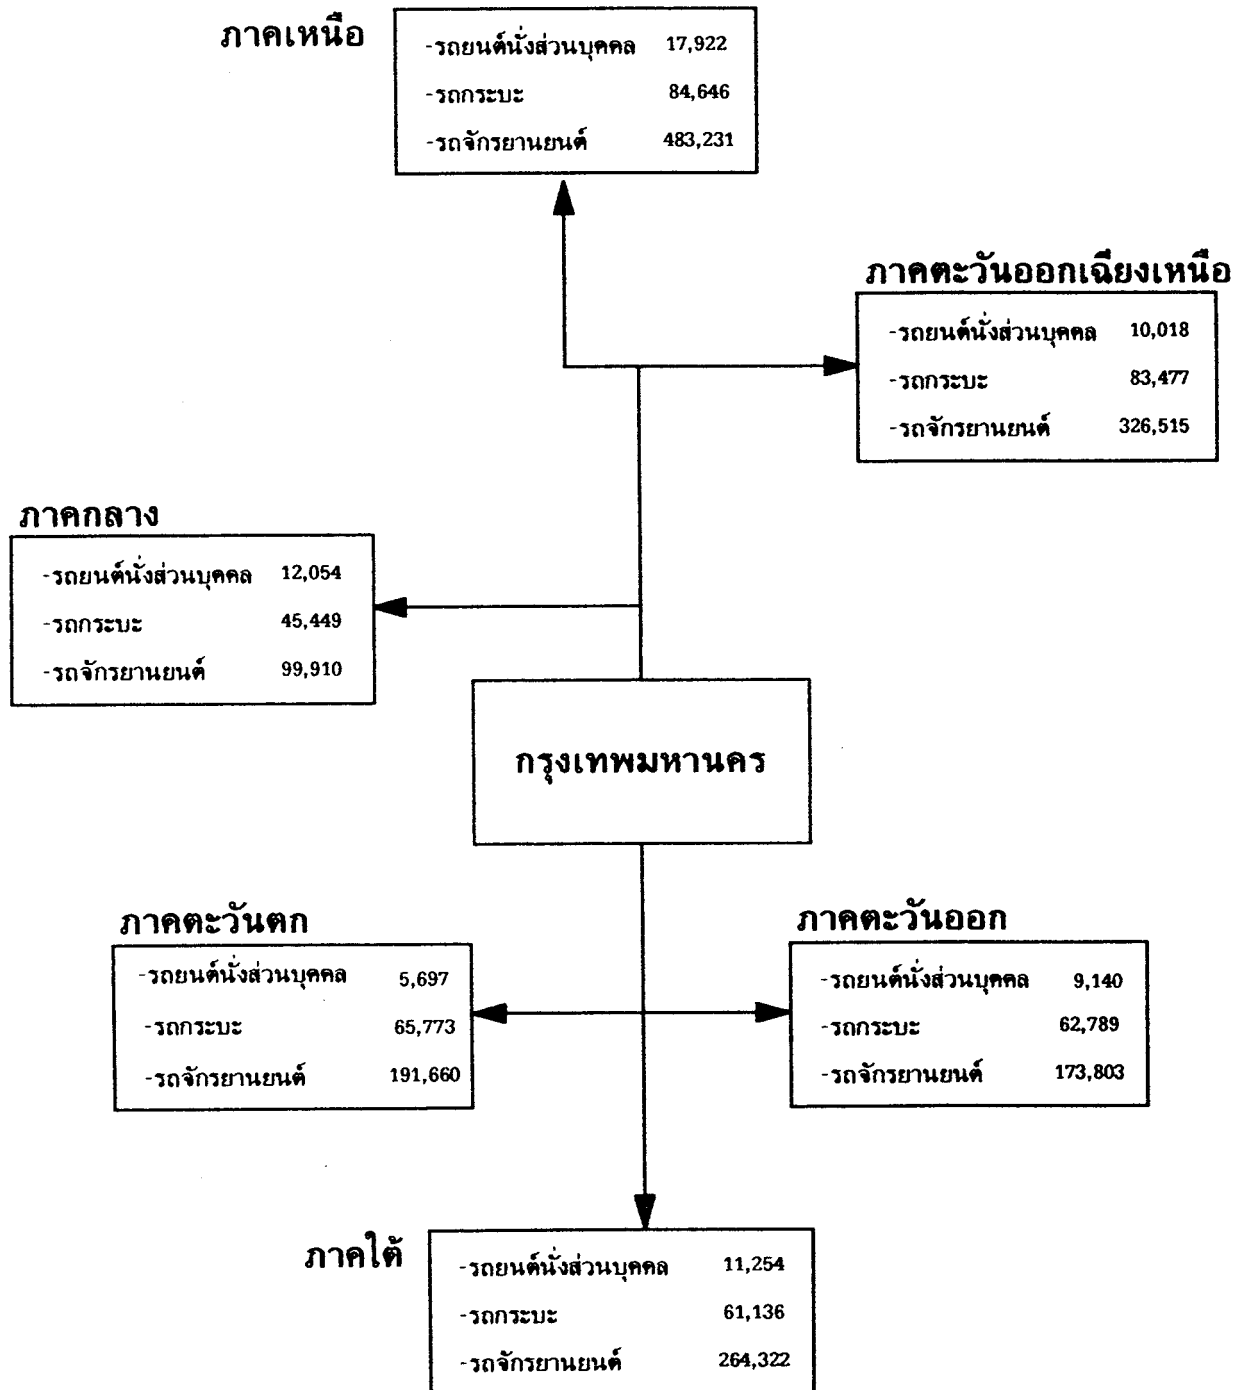 ภาคเหนือ
-รถยนต์นั่งส่วนบุคคล 17,922
-รถกระบะ 84,646
-รถจักรยานยนต์ 483,231
ภาคตะวันออกเฉียงเหนือ
-รถยนต์นั่งส่วนบุคคล 10,018
-รถกระบะ 83,477
-รถจักรยานยนต์ 326,515
ภาคกลาง
-รถยนต์นั่งส่วนบุคคล 12,054
-รถกระบะ 45,449
-รถจักรยานยนต์ 99,910
กรุงเทพมหานคร
ภาคตะวันตก
-รถยนต์นั่งส่วนบุคคล 5,697
-รถกระบะ 65,773
-รถจักรยานยนต์ 191,660
ภาคตะวันออก
-รถยนต์นั่งส่วนบุคคล 9,140
-รถกระบะ 62,789
-รถจักรยานยนต์ 173,803
ภาคใต้
-รถยนต์นั่งส่วนบุคคล 11,254
-รถกระบะ 61,136
-รถจักรยานยนต์ 264,322